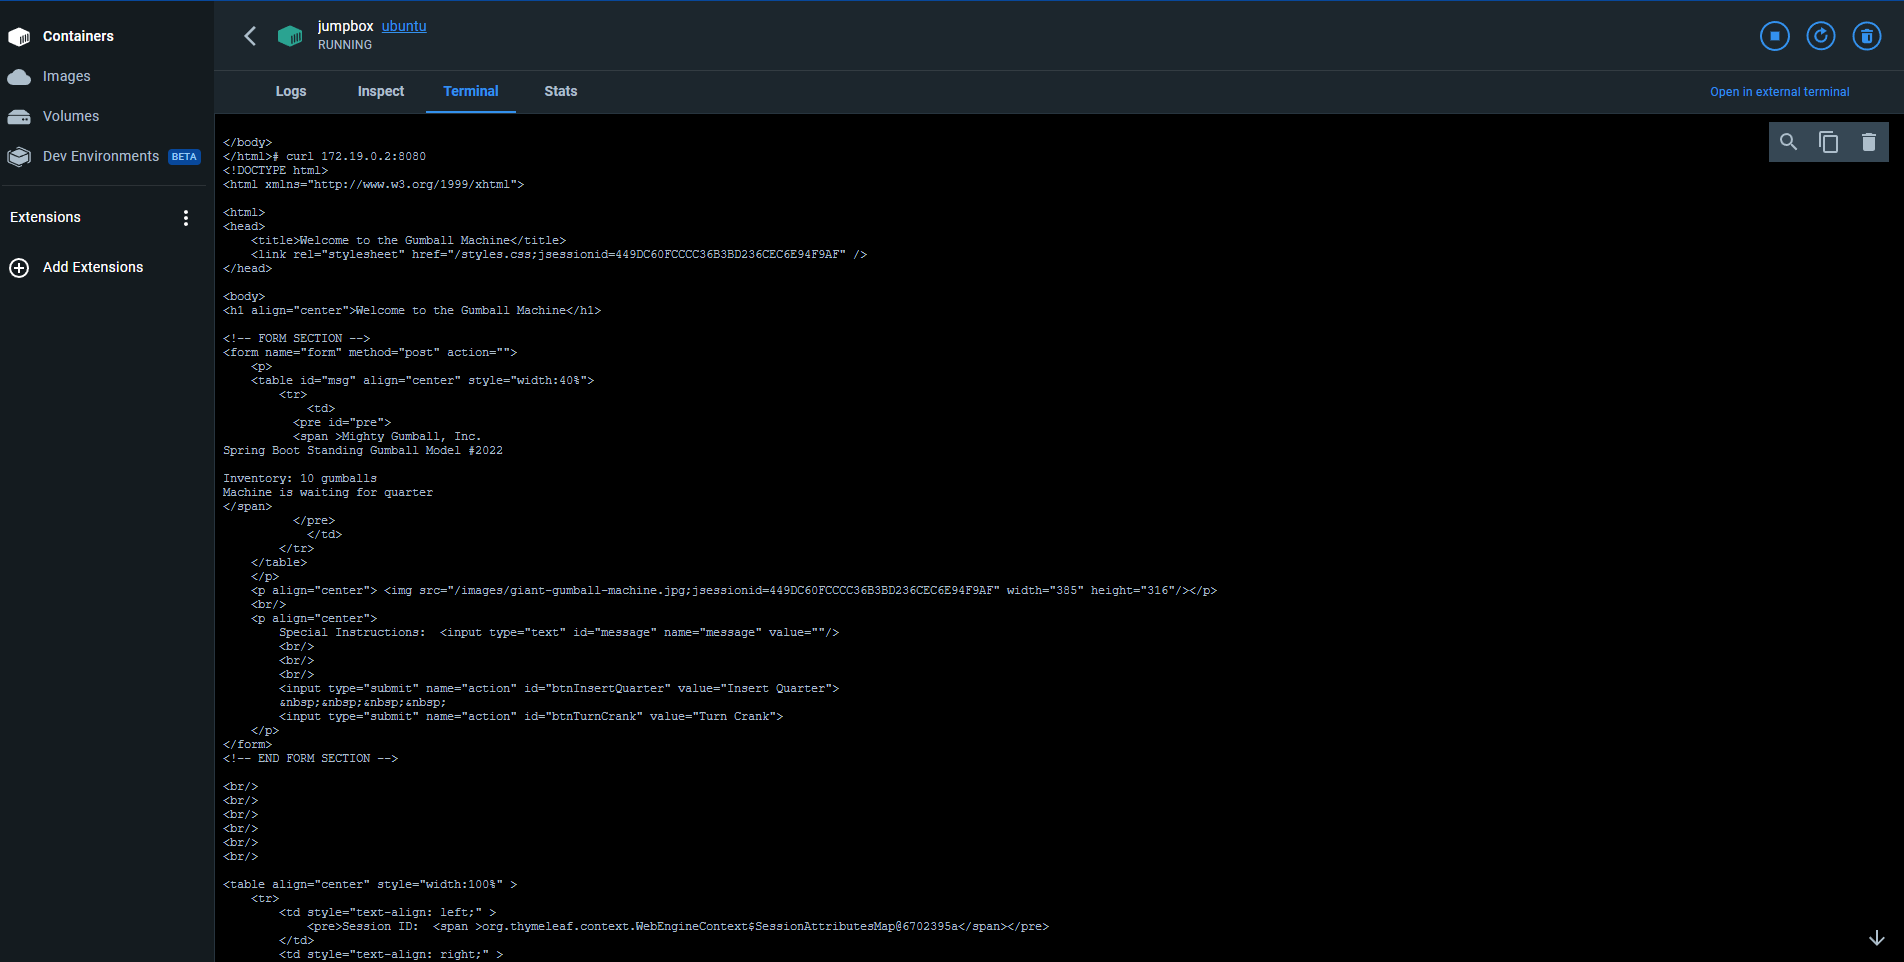 Containers
Images
Volumes
Dev Environments BETA
Extensions
Add Extensions
jumpbox ubuntu
RUNNING
Logs Inspect Terminal Stats
Open in external terminal
</body>
</html># curl 172.19.0.2:8080
<!DOCTYPE html>
<html xmlns="http://www.w3.org/1999/xhtml">
<html>
<head>
<title>Welcome to the Gumball Machine</title>
<link rel="stylesheet" href="/styles.css;jsessionid=449DC60FCCCC36B3BD236CEC6E94F9AF" />
</head>
<body>
<h1 align="center">Welcome to the Gumball Machine</h1>
<!-- FORM SECTION -->
<form name="form" method="post" action="">
<p>
<table id="msg" align="center" style="width:40%">
<tr>
<td>
<pre id="pre">
<span >Mighty Gumball, Inc.
Spring Boot Standing Gumball Model #2022
Inventory: 10 gumballs
Machine is waiting for quarter
</span>
</pre>
</td>
</tr>
</table>
</p>
<p align="center"> <img src="/images/giant-gumball-machine.jpg;jsessionid=449DC60FCCCC36B3BD236CEC6E94F9AF" width="385" height="316"/></p>
<br/>
<p align="center">
Special Instructions:  <input type="text" id="message" name="message" value=""/>
<br/>
<br/>
<br/>
<input type="submit" name="action" id="btnInsertQuarter" value="Insert Quarter">
&nbsp;&nbsp;&nbsp;&nbsp;
<input type="submit" name="action" id="btnTurnCrank" value="Turn Crank">
</p>
</form>
<!-- END FORM SECTION -->
<br/>
<br/>
<br/>
<br/>
<br/>
<br/>
<table align="center" style="width:100%" >
<tr>
<td style="text-align: left;" >
<pre>Session ID:  <span >org.thymeleaf.context.WebEngineContext$SessionAttributesMap@6702395a</span></pre>
</td>
<td style="text-align: right;" >